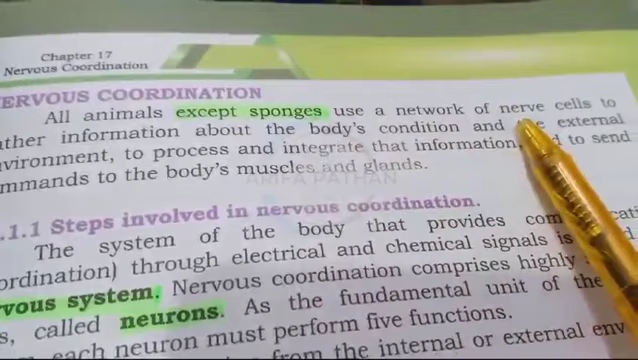 Chapter 17
Nervous Coordination
ERVOUS COORDINATION
All animals except sponges use a network of nerve cells to
ather information about the body's condition and external
vironment, to process and integrate that information, to send
mmands to the body's muscles and glands.
ARIFA PATHAN
.1.1 Steps involved in nervous coordination.
The system of the body that provides com
ordination) through electrical and chemical signals is
vous system. Nervous coordination comprises highly
s, called neurons. As the fundamental unit of the
each neuron must perform five functions.
from the internal or external env